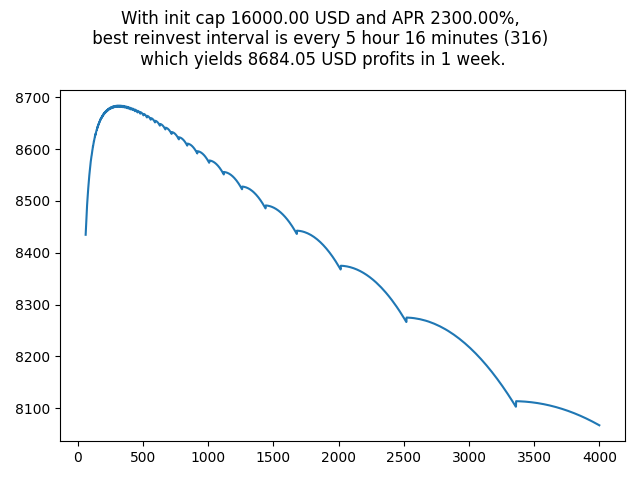 With init cap 16000.00 USD and APR 2300.00%,
best reinvest interval is every 5 hour 16 minutes (316)
which yields 8684.05 USD profits in 1 week.
8700
8600
8500
8400
8300
8200
8100
0 500 1000 1500 2000 2500 3000 3500 4000